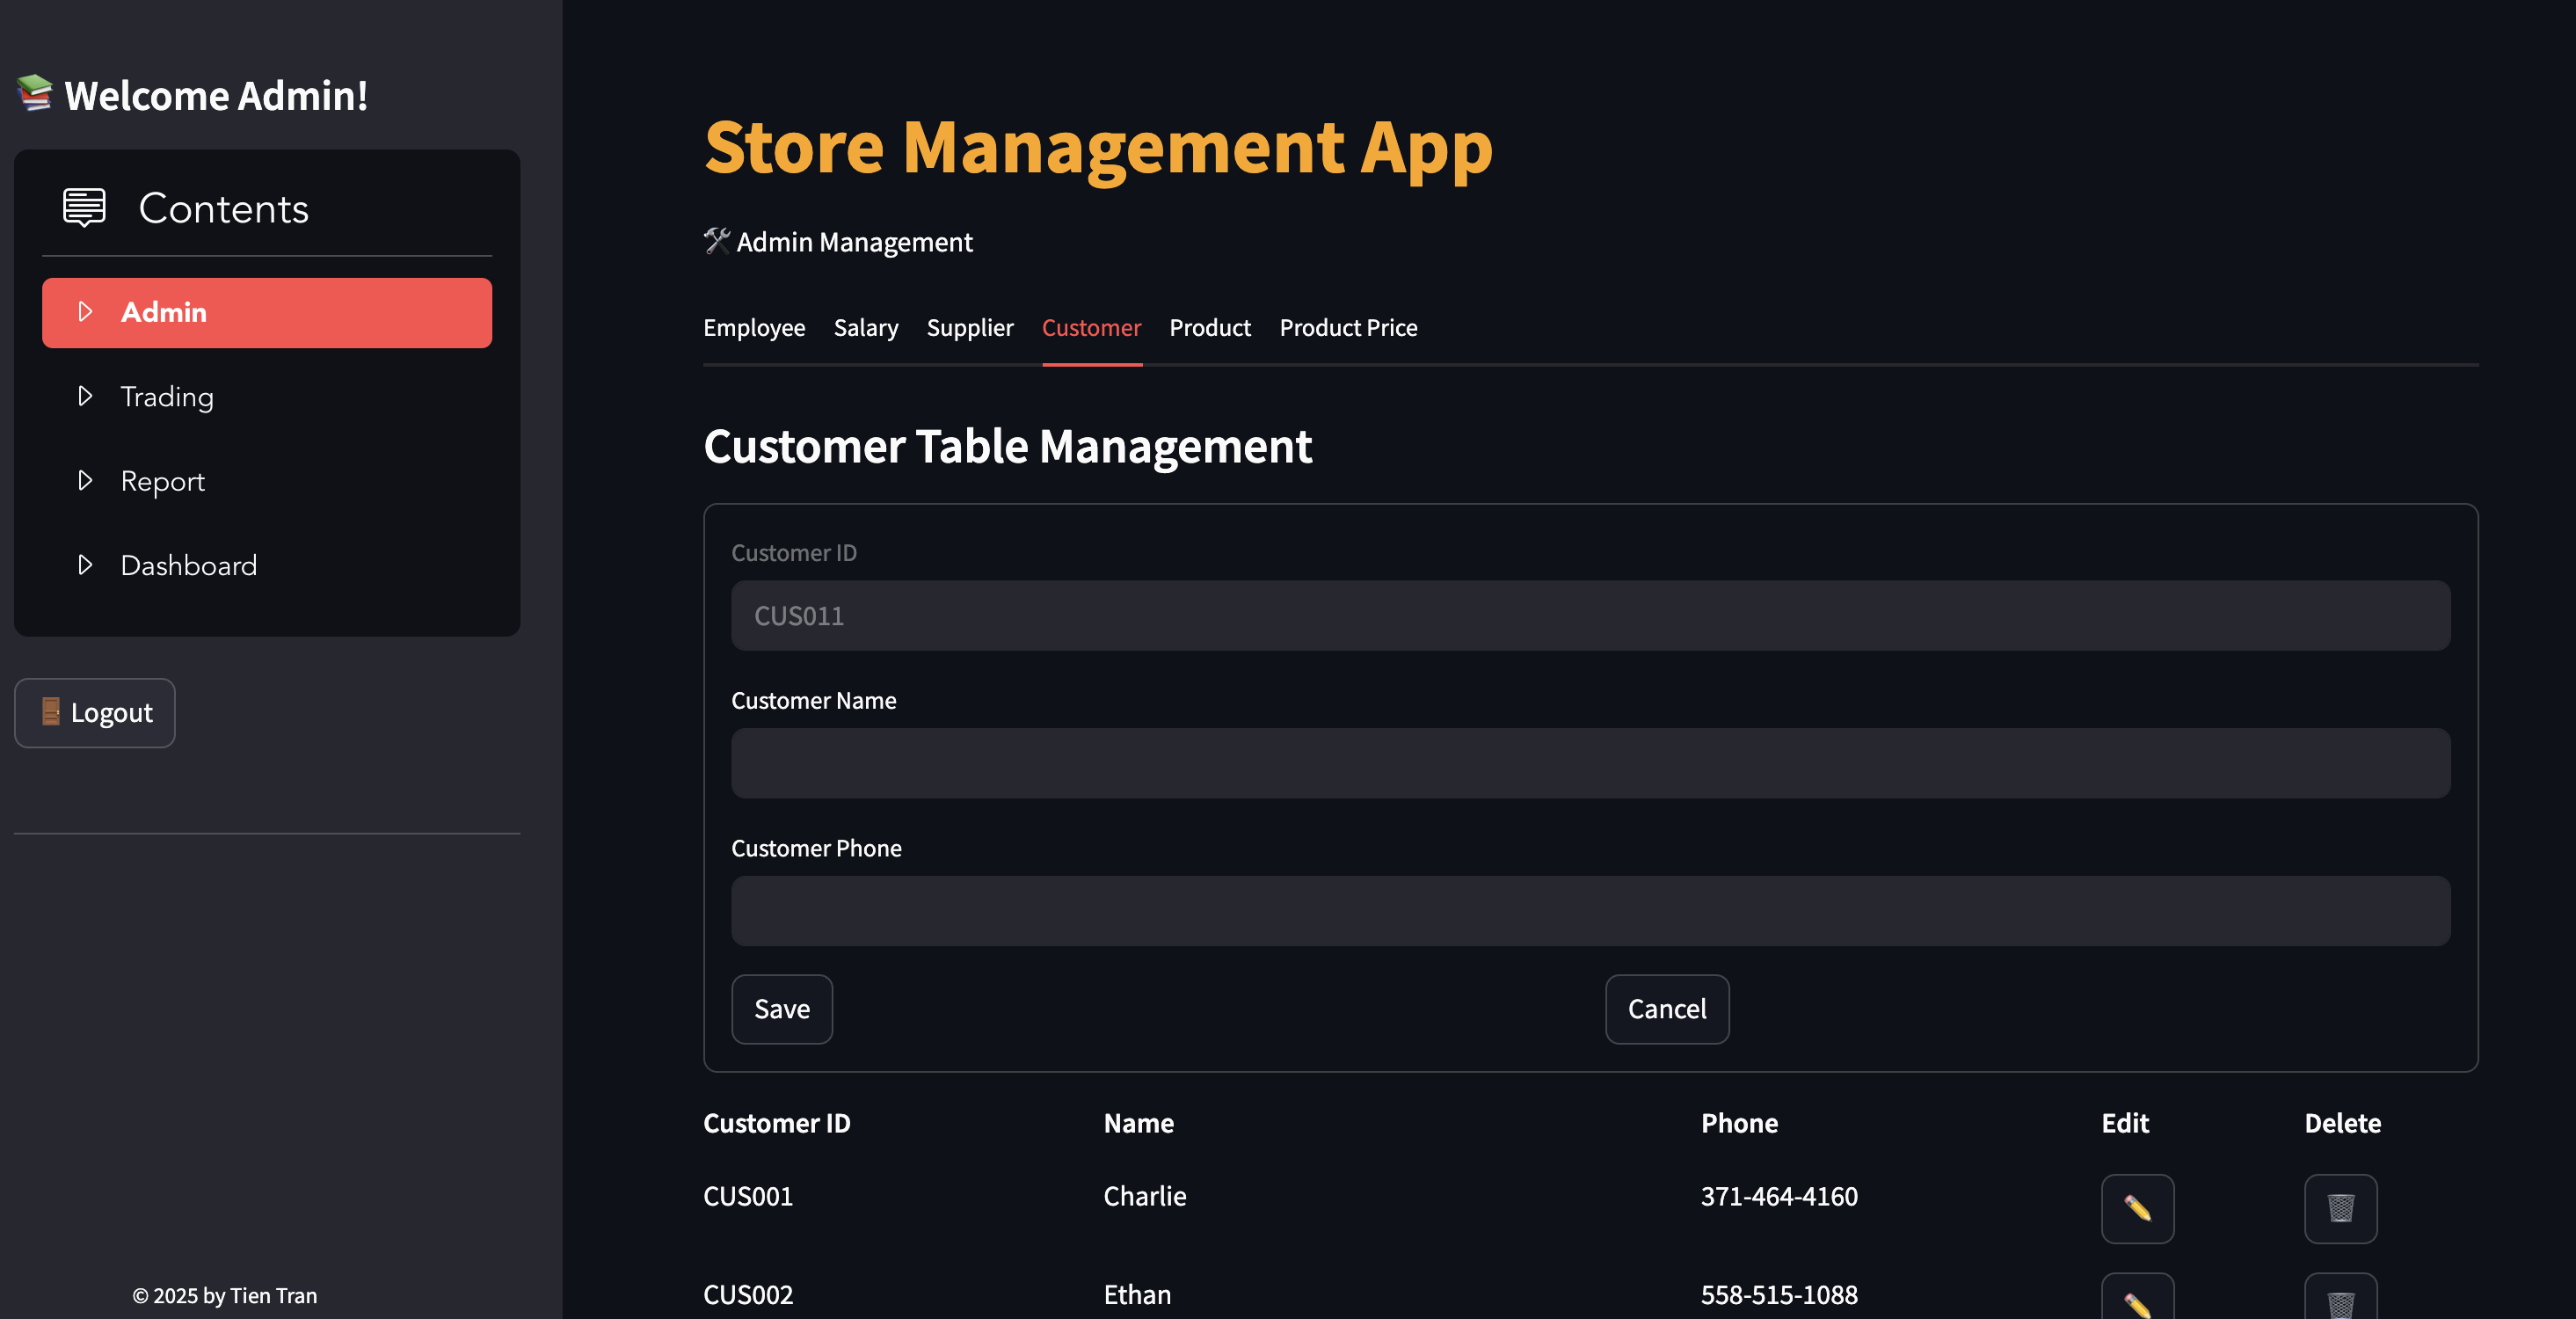 Welcome Admin!
Contents
Admin
Trading
Report
Dashboard
Logout
© 2025 by Tien Tran
Store Management App
Admin Management
Employee Salary Supplier Customer Product Product Price
Customer Table Management
Customer ID
CUS011
Customer Name
Customer Phone
Save Cancel
Customer ID Name Phone Edit Delete
CUS001 Charlie 371-464-4160
CUS002 Ethan 558-515-1088